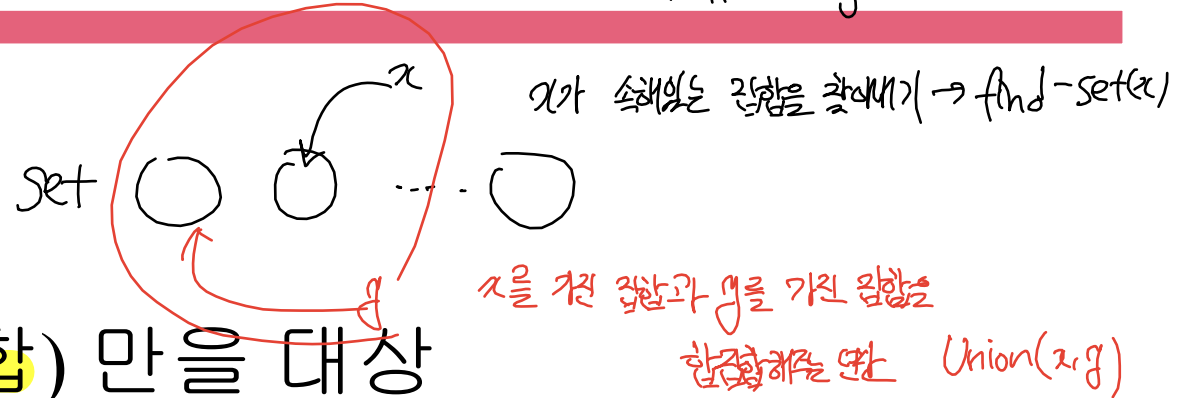 x
x가 속해있는 집합을 찾아내기 → find-set(x)
set ·····
y
x를 가진 집합과 y를 가진 집합을
합집합해주는 연산 Union(x,y)
합) 만을 대상